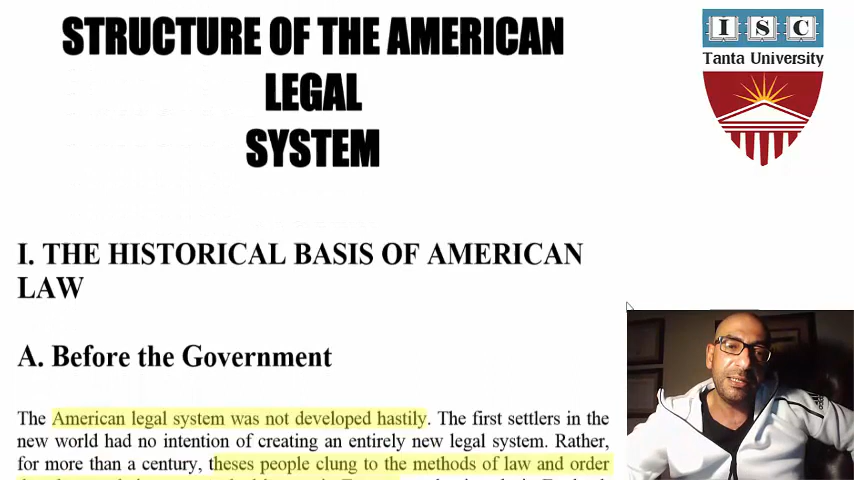 STRUCTURE OF THE AMERICAN
LEGAL
SYSTEM
I S C
Tanta University
I. THE HISTORICAL BASIS OF AMERICAN
LAW
A. Before the Government
The American legal system was not developed hastily. The first settlers in the
new world had no intention of creating an entirely new legal system. Rather,
for more than a century, theses people clung to the methods of law and order